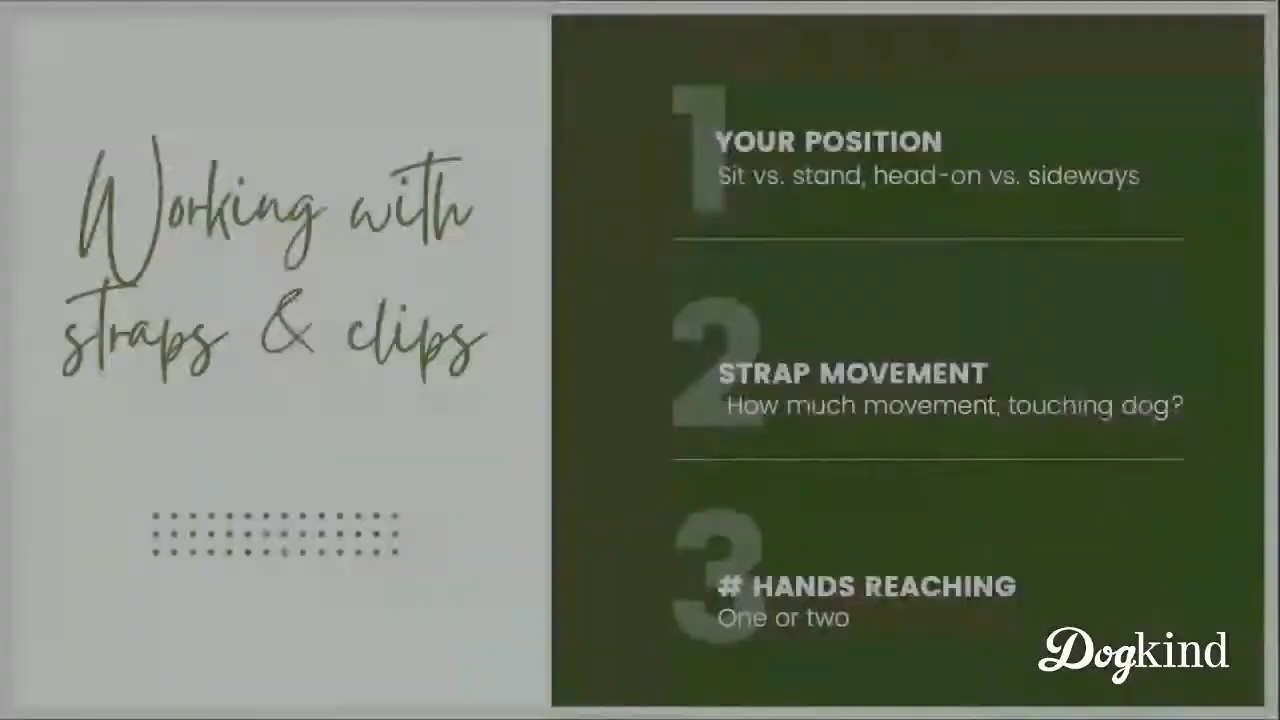 Working with
straps & clips
1
YOUR POSITION
Sit vs. stand, head-on vs. sideways
2
STRAP MOVEMENT
How much movement, touching dog?
3
# HANDS REACHING
One or two
Dogkind